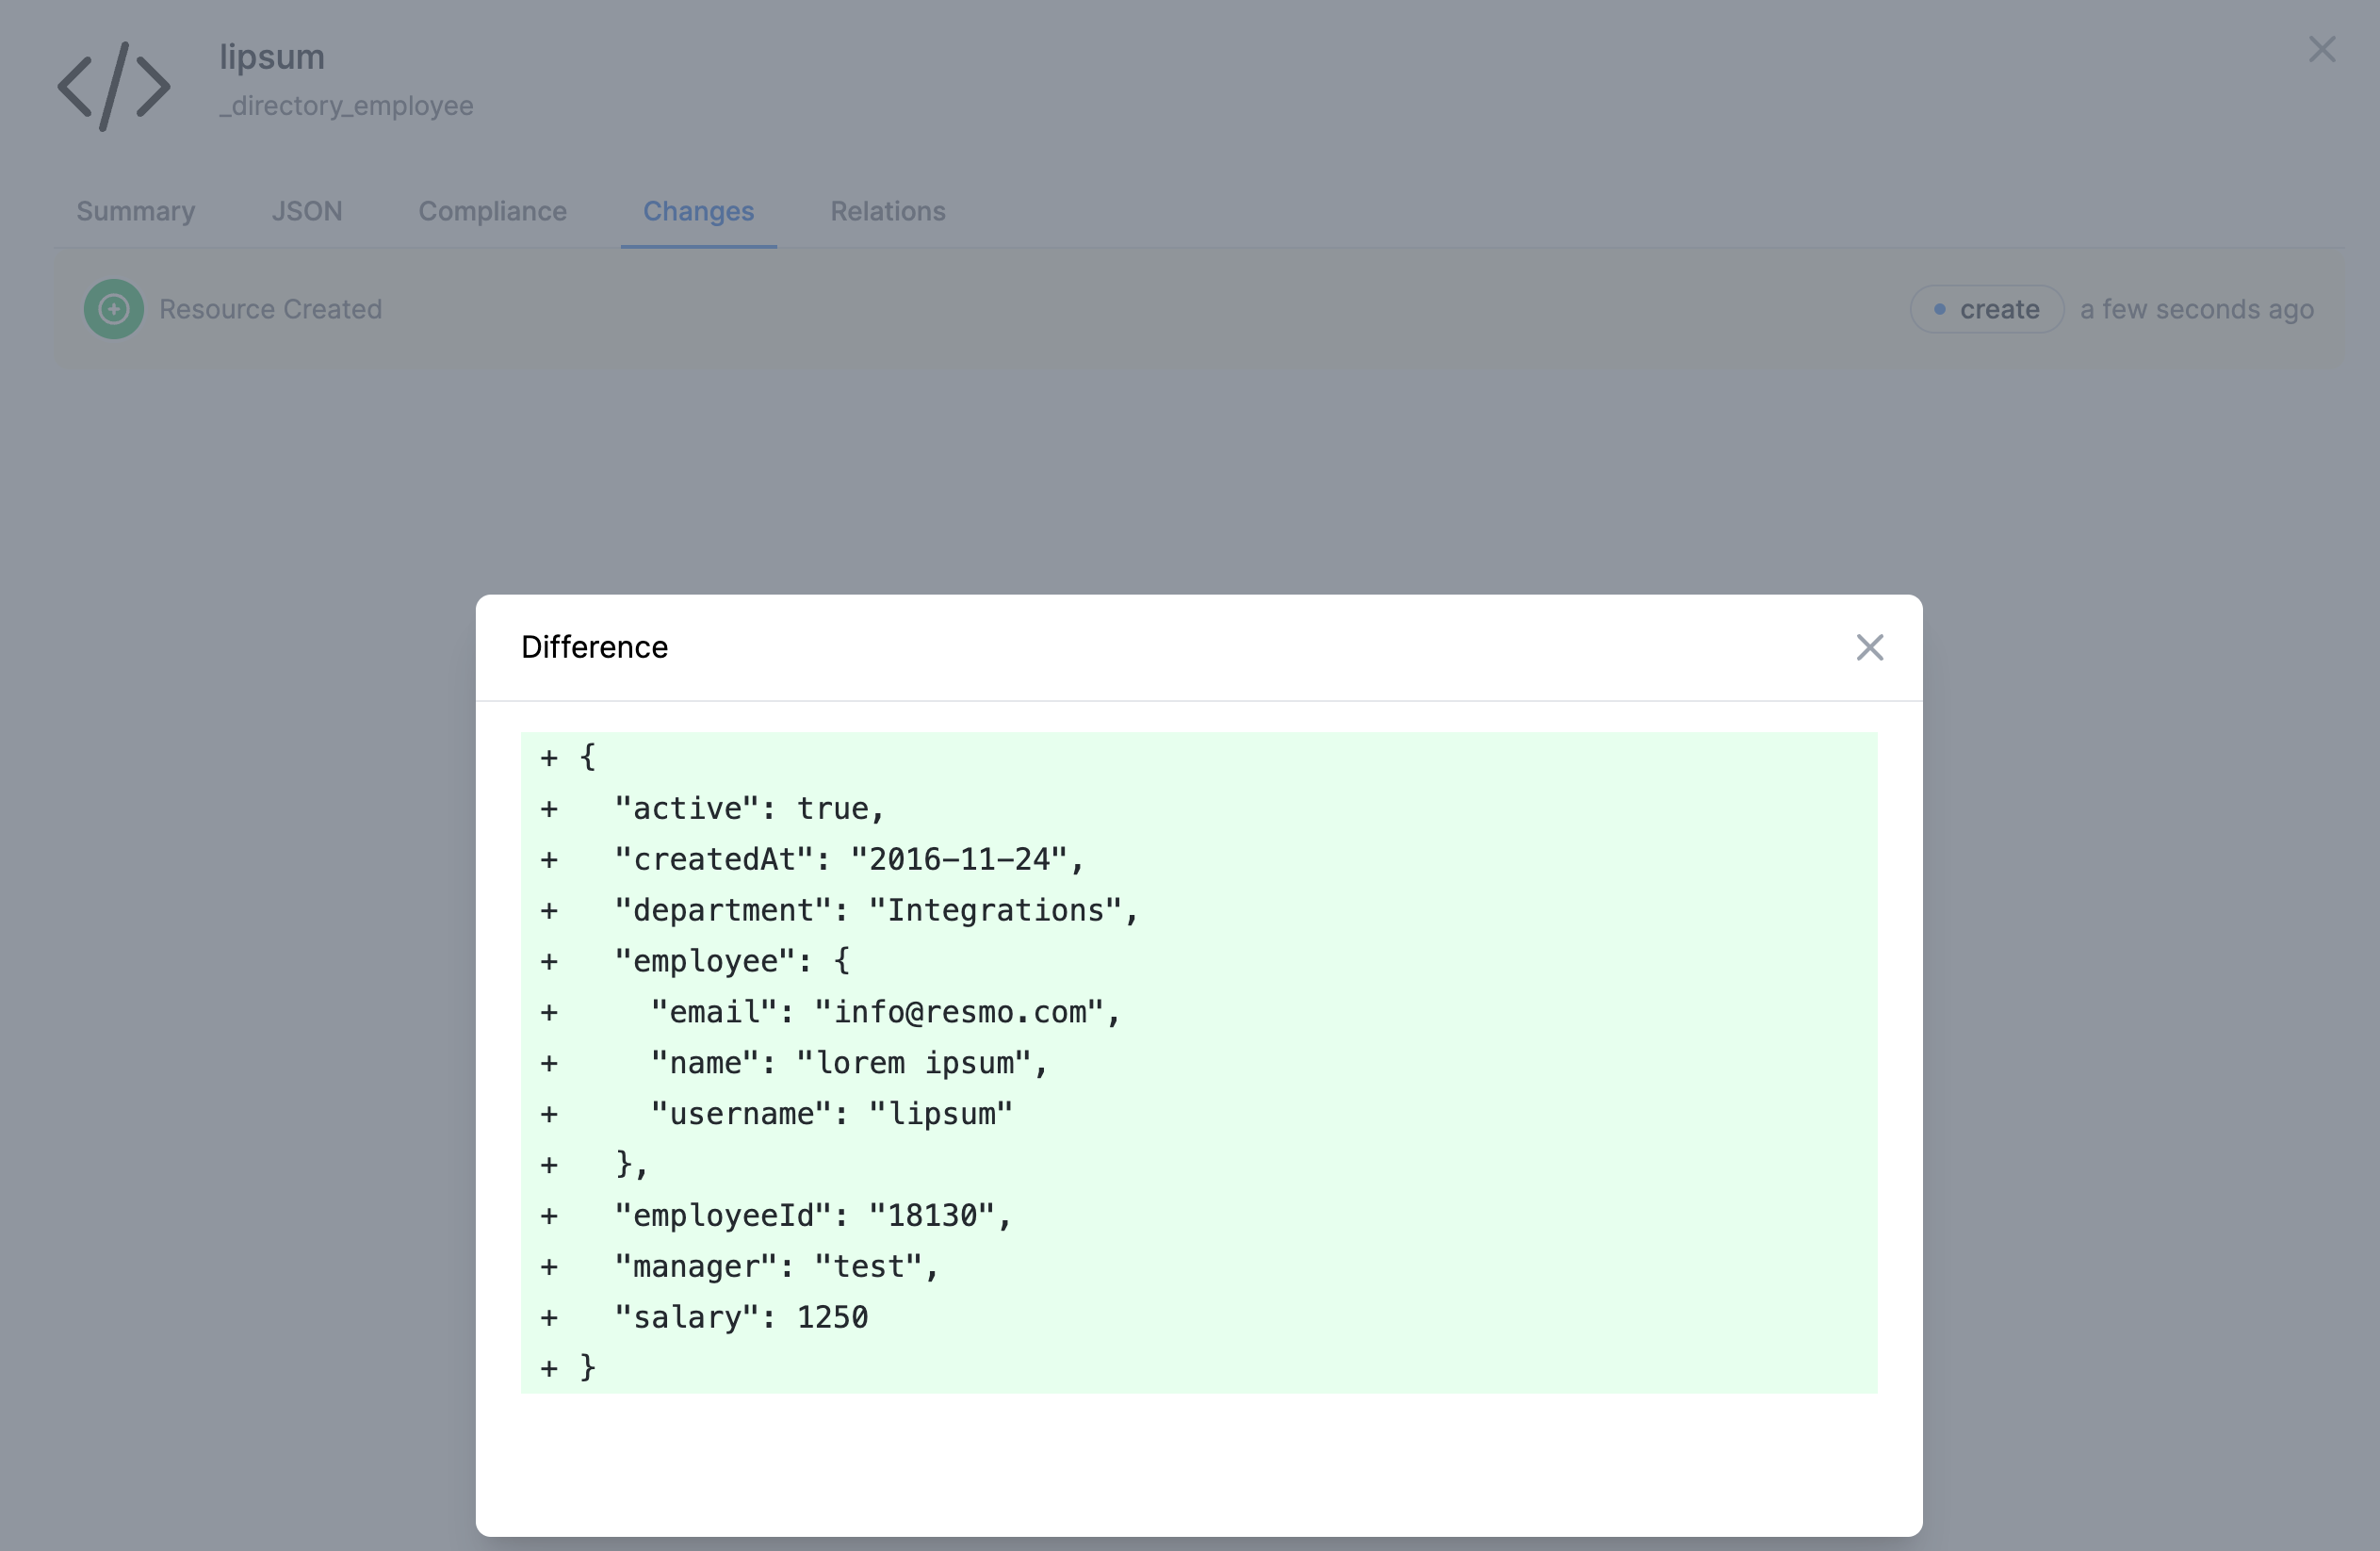 lipsum
_directory_employee
Summary JSON Compliance Changes Relations
Resource Created create a few seconds ago
Difference
+ {
+   "active": true,
+   "createdAt": "2016-11-24",
+   "department": "Integrations",
+   "employee": {
+     "email": "info@resmo.com",
+     "name": "lorem ipsum",
+     "username": "lipsum"
+   },
+   "employeeId": "18130",
+   "manager": "test",
+   "salary": 1250
+ }